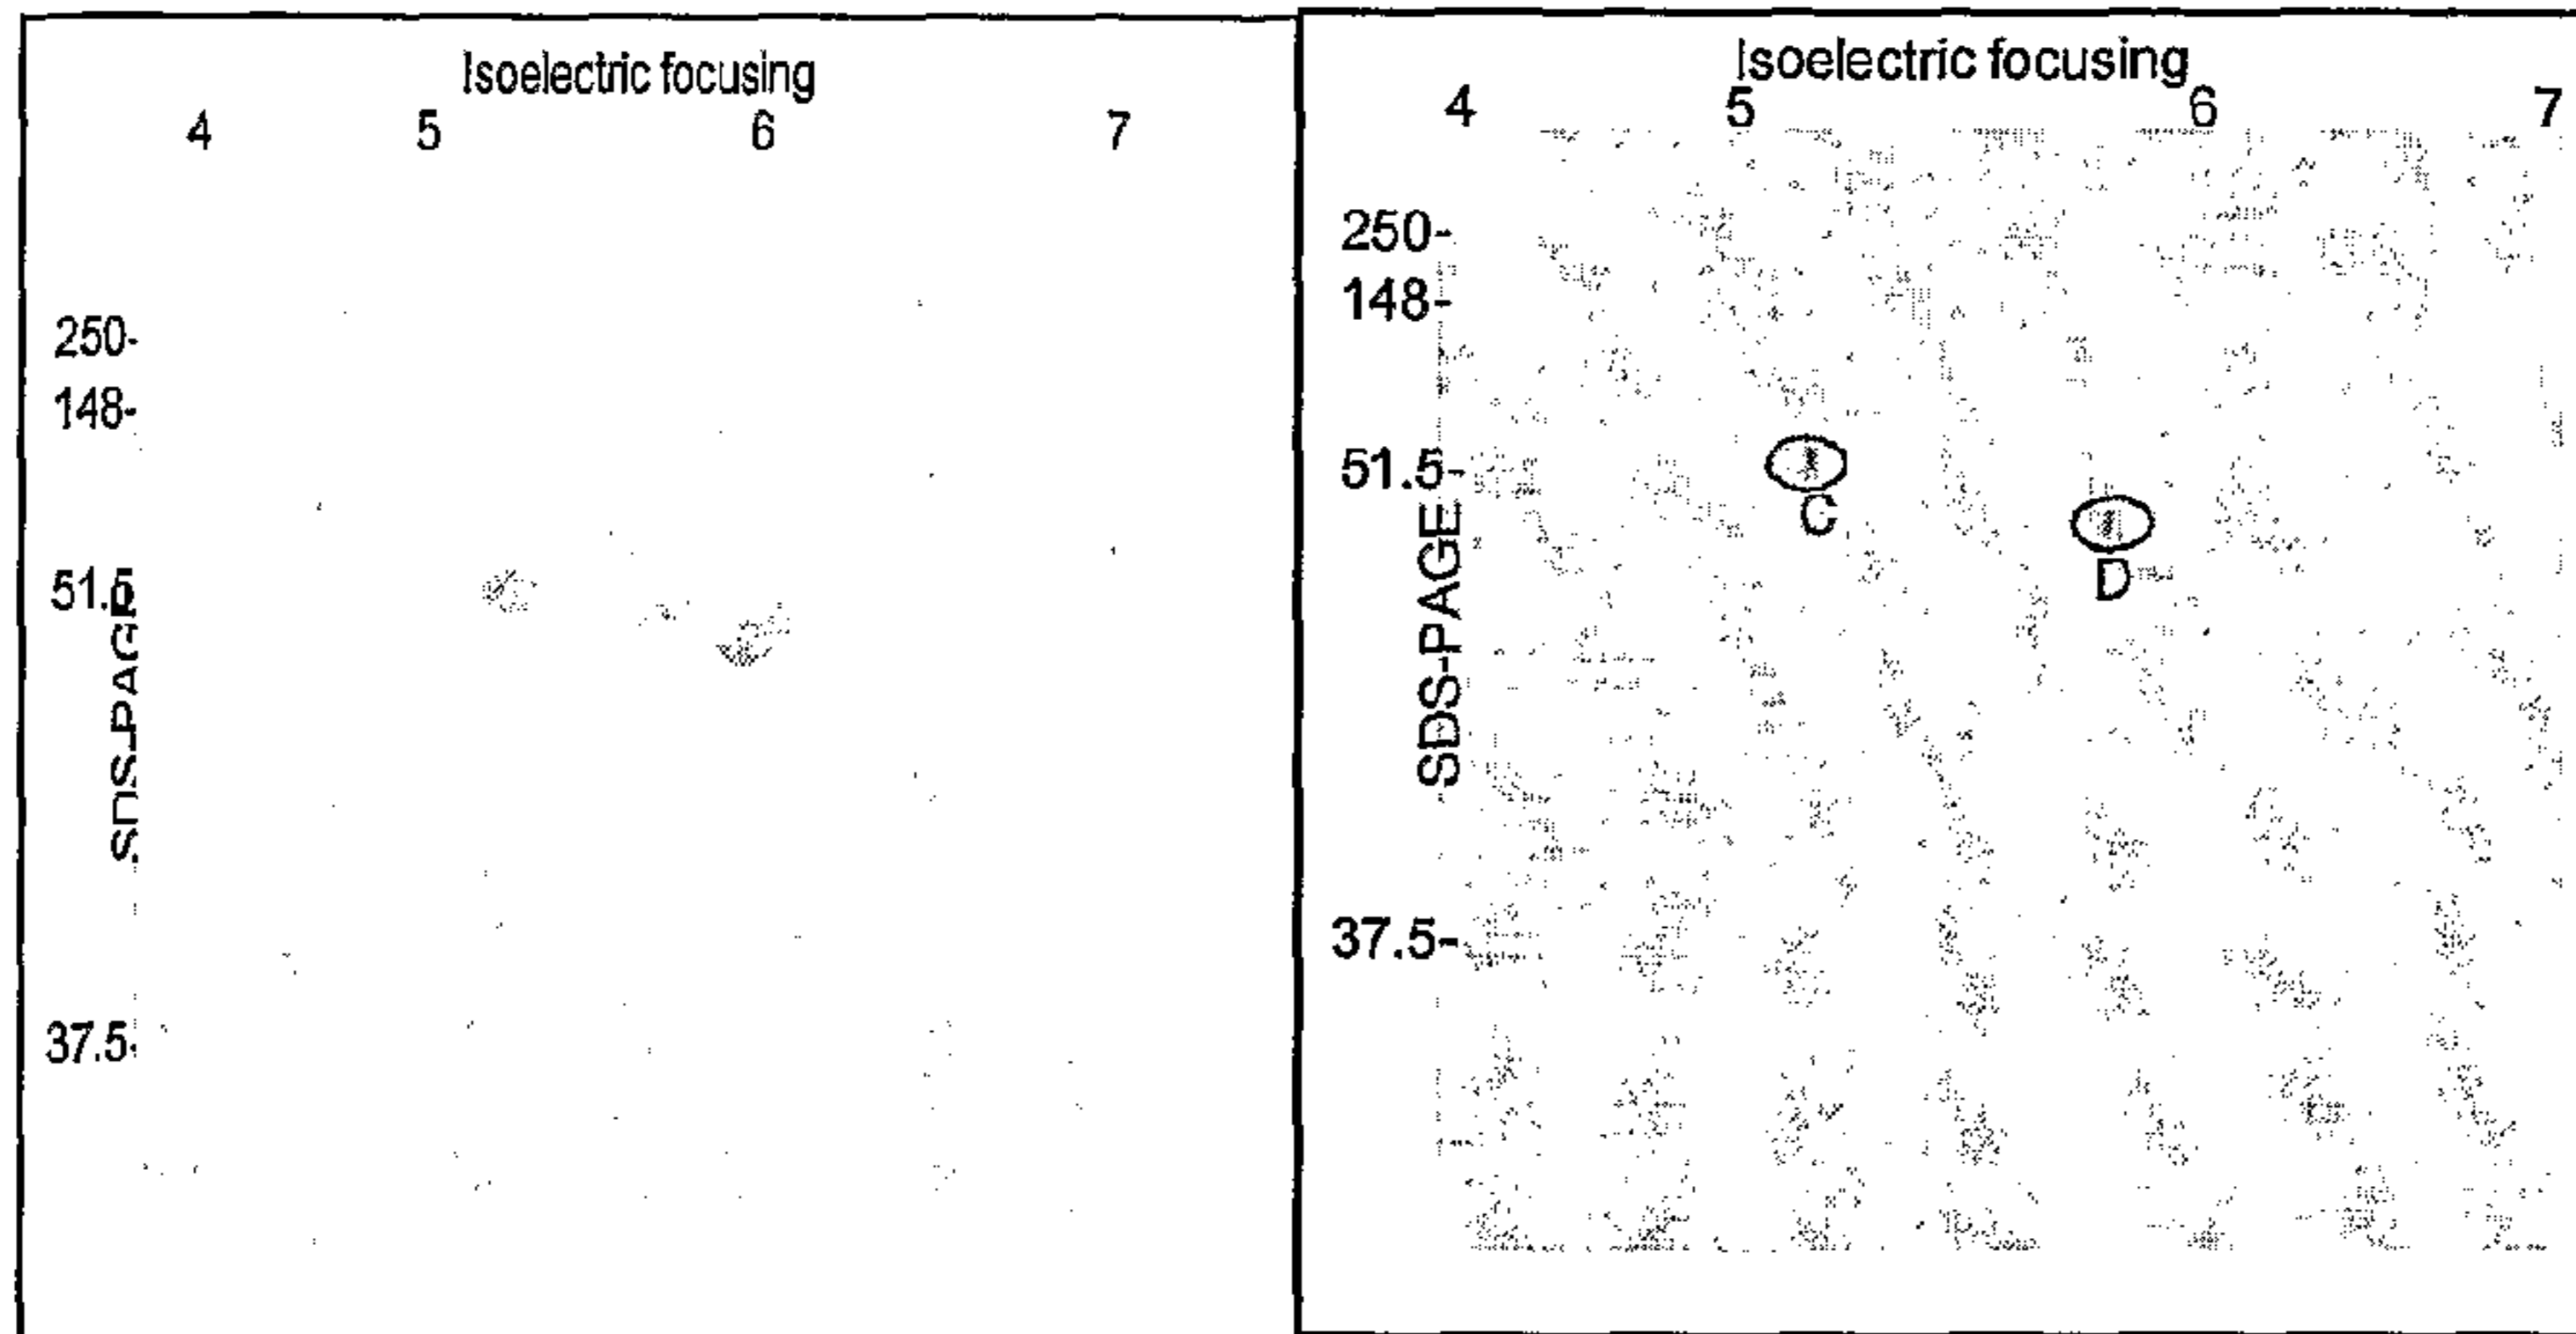 Isoelectric focusing
4 5 6 7
250-
148-
51.5
SDS-PAGE
37.5-
Isoelectric focusing
4 5 6 7
250-
148-
51.5-
C
D
SDS-PAGE
37.5-